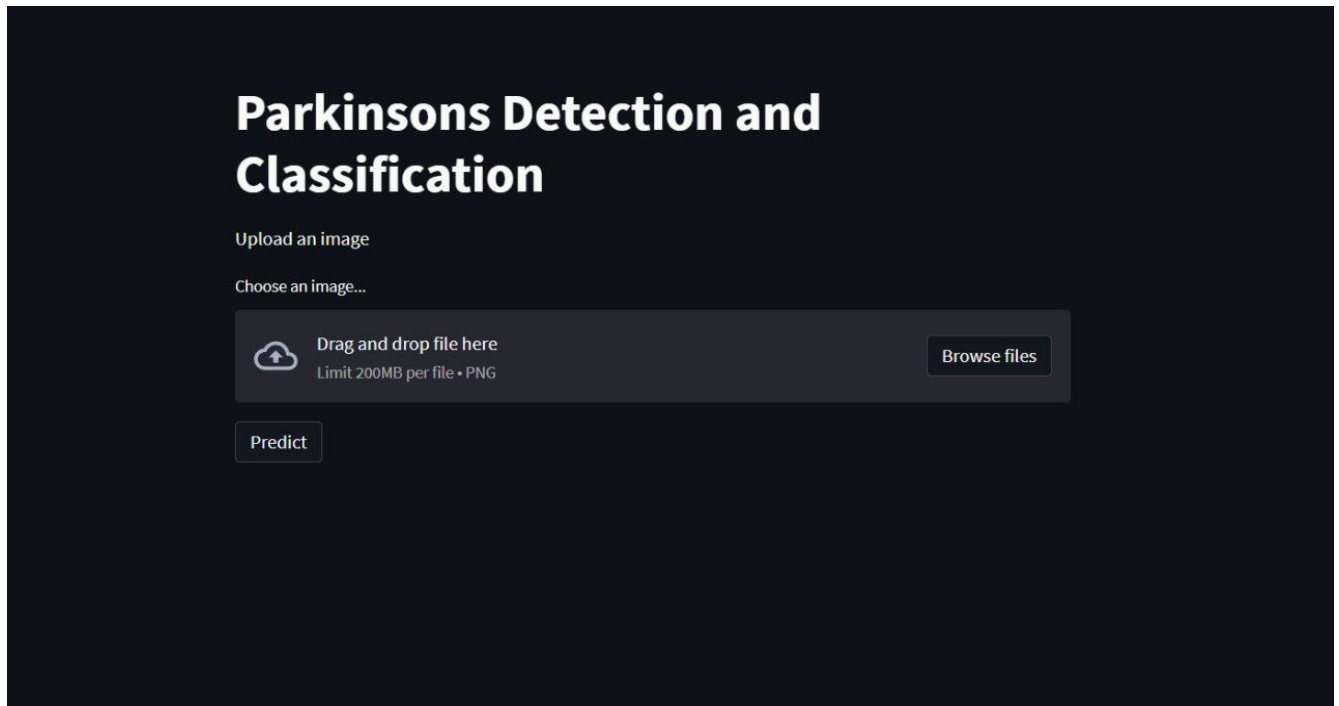 Parkinsons Detection and
Classification
Upload an image
Choose an image...
Drag and drop file here
Limit 200MB per file • PNG
Browse files
Predict